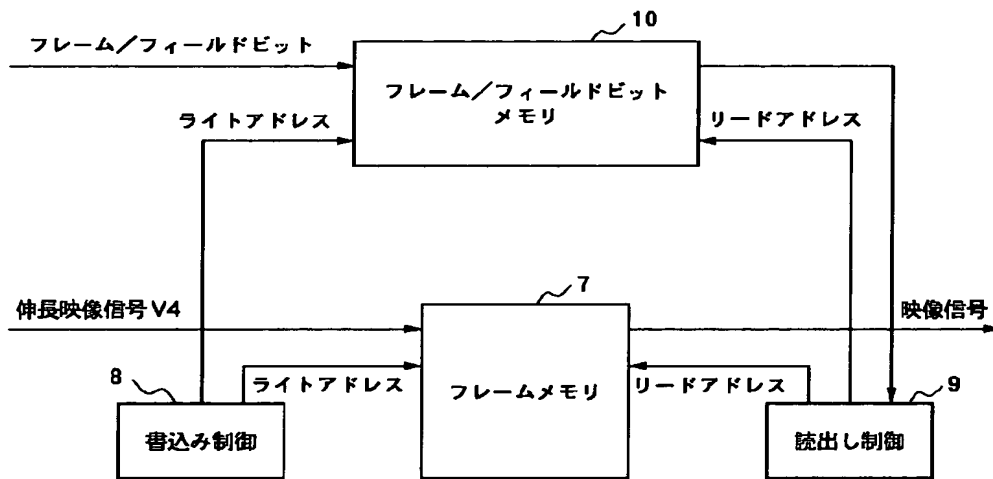 10
フレーム／フィールドビット
フレーム／フィールドビット
メモリ
ライトアドレス
リードアドレス
7
伸長映像信号V4
映像信号
8
ライトアドレス
フレームメモリ
リードアドレス
9
書込み制御
読出し制御